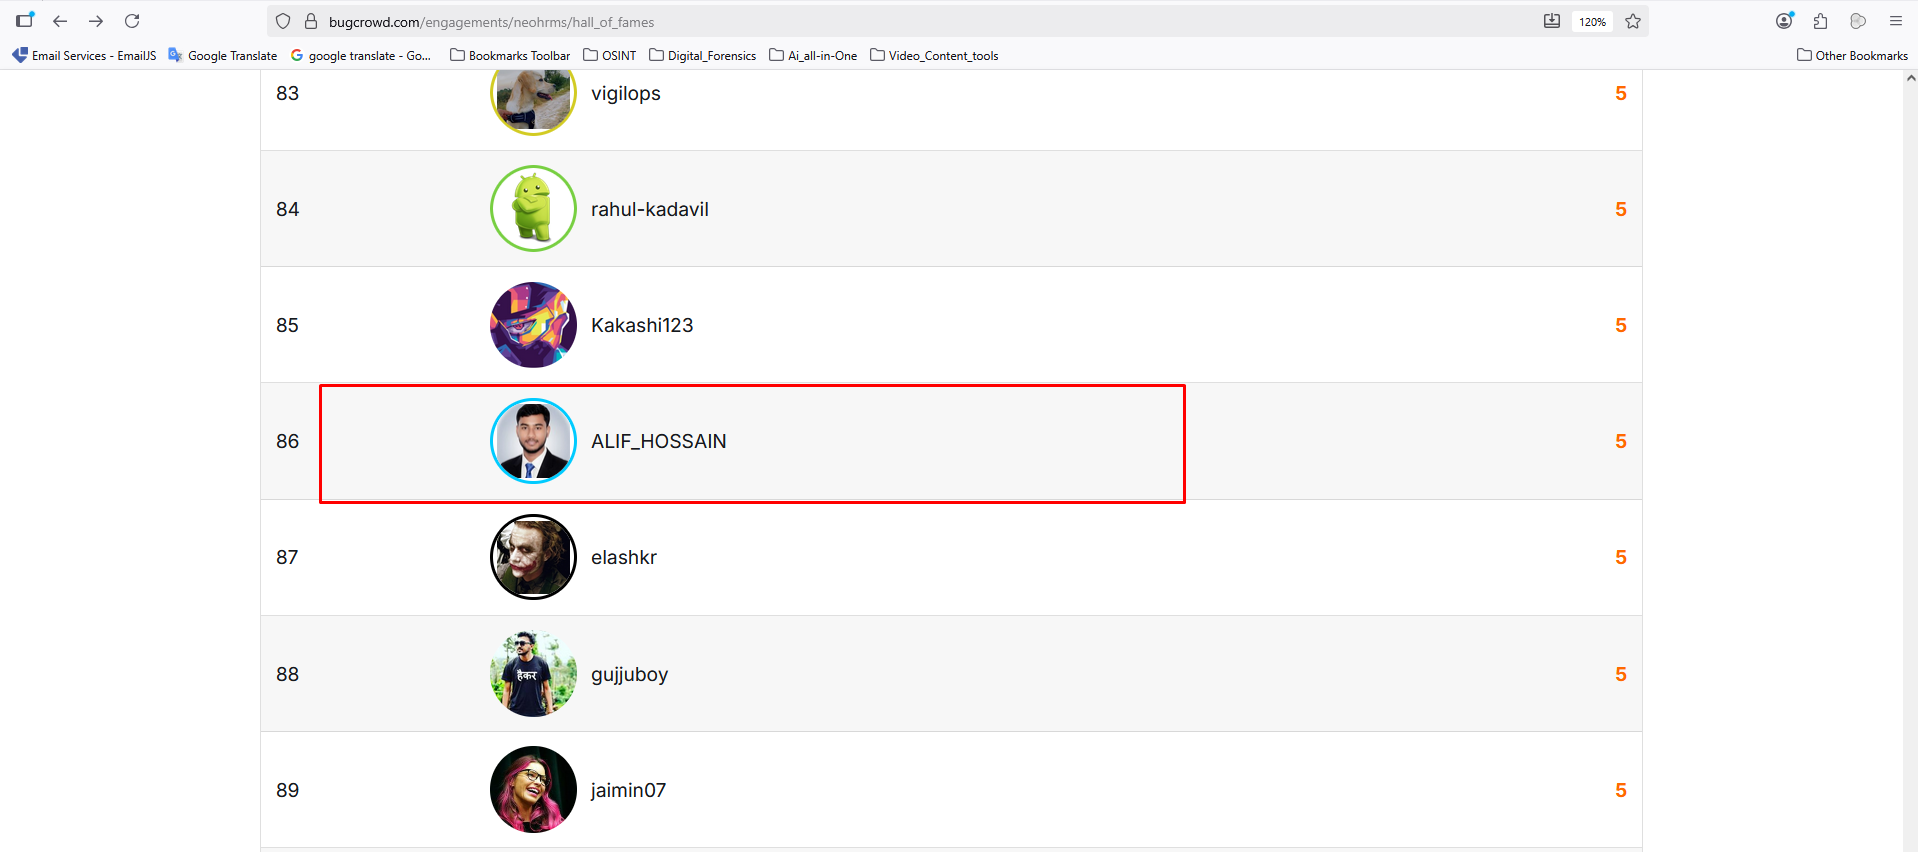 bugcrowd.com/engagements/neohrms/hall_of_fames
120%
Email Services - EmailJS
Google Translate
google translate - Go...
Bookmarks Toolbar
OSINT
Digital_Forensics
Ai_all-in-One
Video_Content_tools
Other Bookmarks
83 vigilops 5
84 rahul-kadavil 5
85 Kakashi123 5
86 ALIF_HOSSAIN 5
87 elashkr 5
88 gujjuboy 5
हैकर
89 jaimin07 5